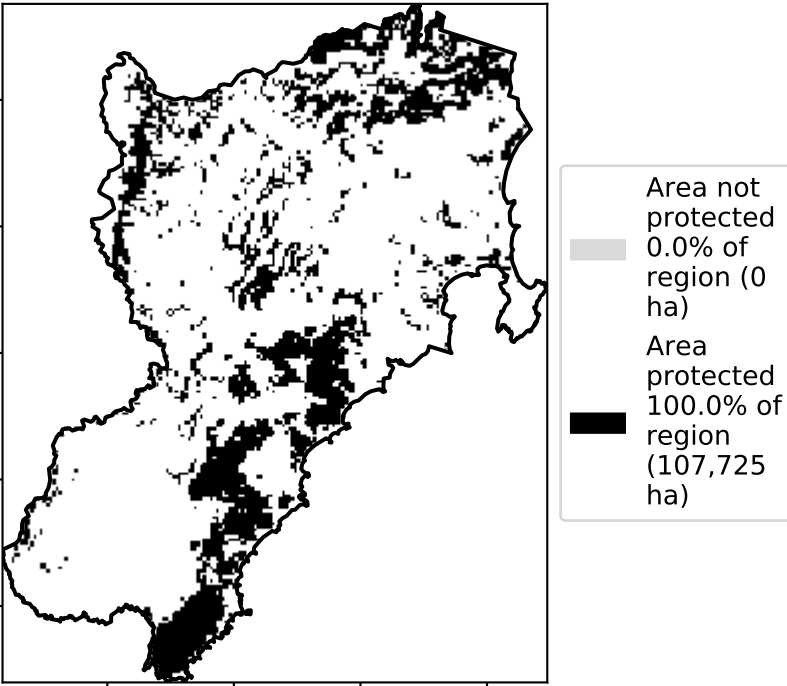 Area not
protected
0.0% of
region (0
ha)
Area
protected
100.0% of
region
(107,725
ha)